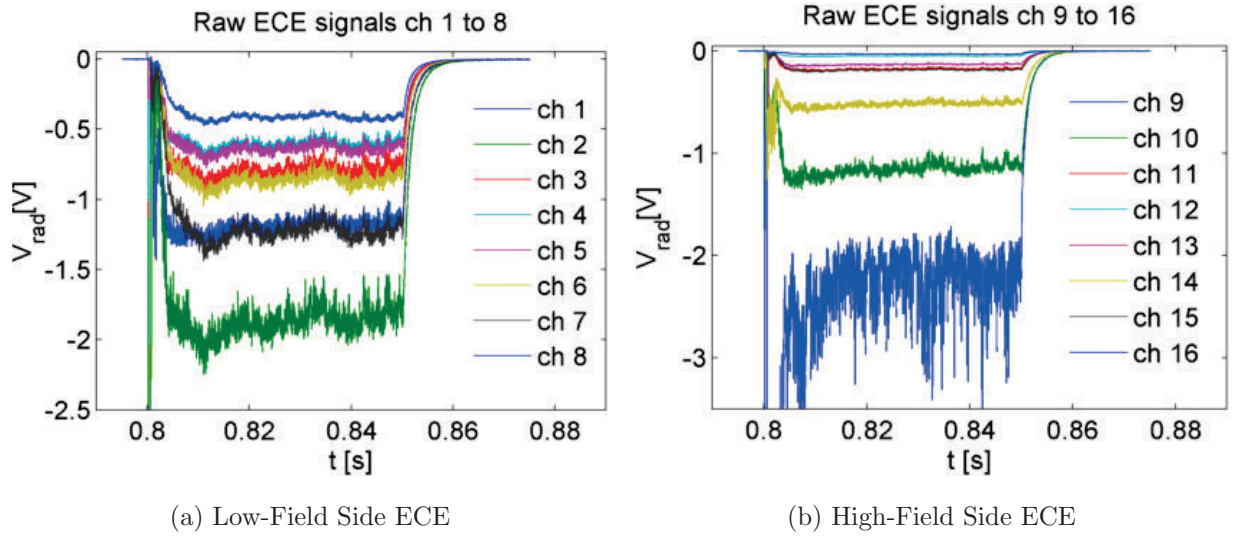 Raw ECE signals ch 1 to 8
0
-0.5
-1
-1.5
-2
-2.5
V_rad[V]
0.8 0.82 0.84 0.86 0.88
t [s]
ch 1
ch 2
ch 3
ch 4
ch 5
ch 6
ch 7
ch 8
(a) Low-Field Side ECE
Raw ECE signals ch 9 to 16
0
-1
-2
-3
V_rad[V]
0.8 0.82 0.84 0.86 0.88
t [s]
ch 9
ch 10
ch 11
ch 12
ch 13
ch 14
ch 15
ch 16
(b) High-Field Side ECE